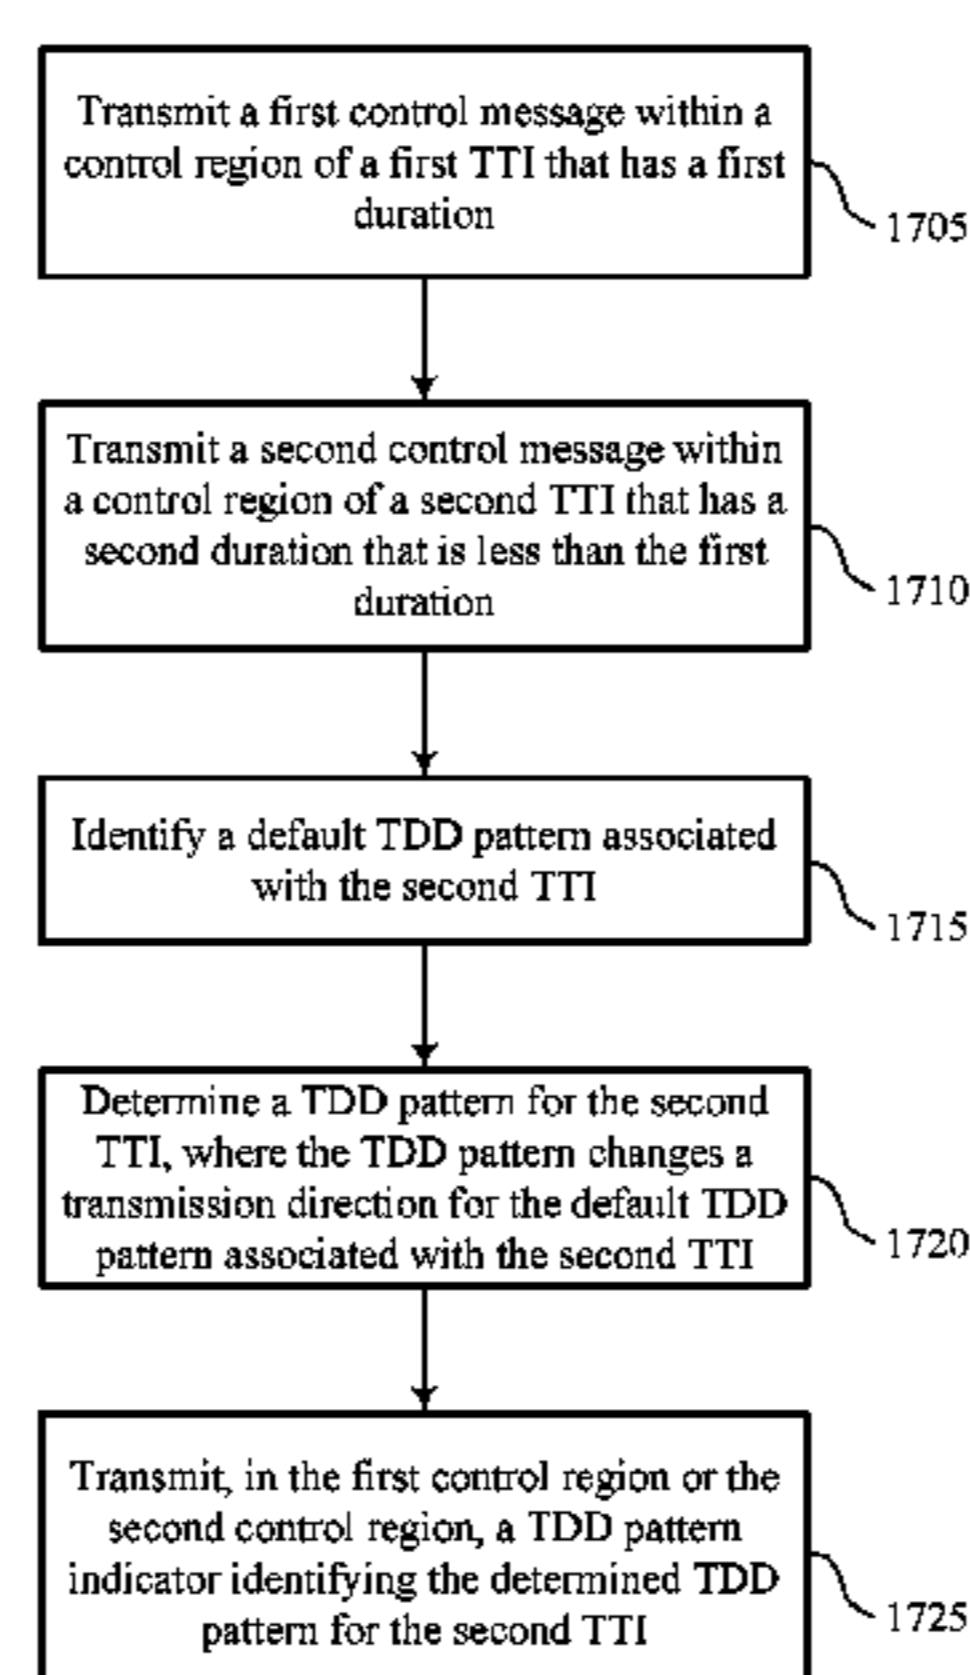 Transmit a first control message within a
control region of a first TTI that has a first
duration
1705
Transmit a second control message within
a control region of a second TTI that has a
second duration that is less than the first
duration
1710
Identify a default TDD pattern associated
with the second TTI
1715
Determine a TDD pattern for the second
TTI, where the TDD pattern changes a
transmission direction for the default TDD
pattern associated with the second TTI
1720
Transmit, in the first control region or the
second control region, a TDD pattern
indicator identifying the determined TDD
pattern for the second TTI
1725